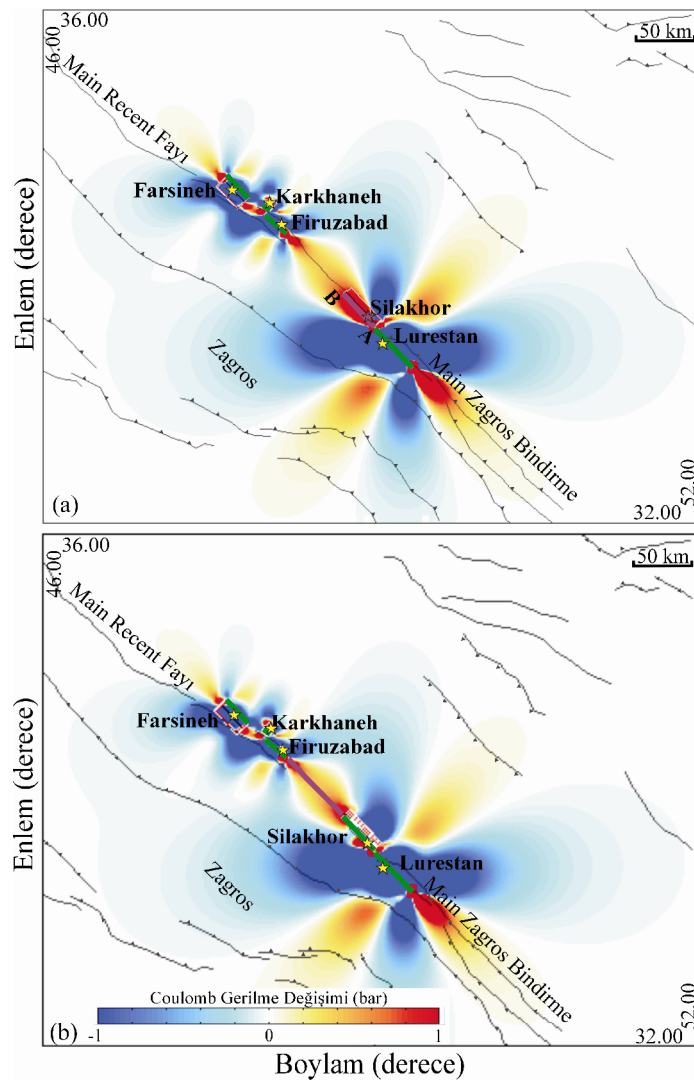 36.00
46.00
50 km
Main Recent Fayı
Farsineh
Karkhaneh
Firuzabad
B
Silakhor
A
Lurestan
Zagros
Main Zagros Bindirme
Enlem (derece)
(a)
32.00
52.00
36.00
46.00
50 km
Main Recent Fayı
Farsineh
Karkhaneh
Firuzabad
Silakhor
Lurestan
Zagros
Main Zagros Bindirme
Enlem (derece)
Coulomb Gerilme Değişimi (bar)
-1
0
1
(b)
32.00
52.00
Boylam (derece)